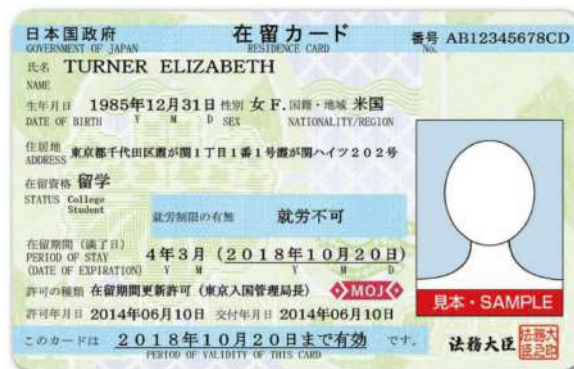 日本国政府 在留カード 番号 AB12345678CD
GOVERNMENT OF JAPAN RESIDENCE CARD No.
氏名 TURNER ELIZABETH
NAME
生年月日 1985年12月31日 性別 女 F. 国籍・地域 米国
DATE OF BIRTH Y M D SEX NATIONALITY/REGION
住居地 東京都千代田区霞が関1丁目1番1号霞が関ハイツ202号
ADDRESS
在留資格 留学
STATUS College
Student
就労制限の有無 就労不可
在留期間(満了日) 4年3月(2018年10月20日)
PERIOD OF STAY
(DATE OF EXPIRATION) Y M Y M D
許可の種類 在留期間更新許可(東京入国管理局長) MOJ
見本・SAMPLE
許可年月日 2014年06月10日 交付年月日 2014年06月10日
このカードは 2018年10月20日まで有効 です。
PERIOD OF VALIDITY OF THIS CARD
法務大臣